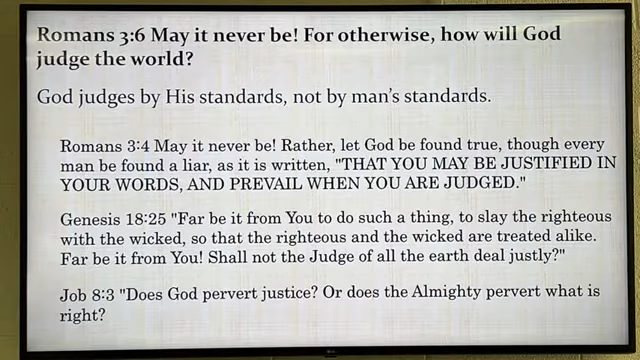 Romans 3:6 May it never be! For otherwise, how will God
judge the world?
God judges by His standards, not by man's standards.
Romans 3:4 May it never be! Rather, let God be found true, though every
man be found a liar, as it is written, "THAT YOU MAY BE JUSTIFIED IN
YOUR WORDS, AND PREVAIL WHEN YOU ARE JUDGED."
Genesis 18:25 "Far be it from You to do such a thing, to slay the righteous
with the wicked, so that the righteous and the wicked are treated alike.
Far be it from You! Shall not the Judge of all the earth deal justly?"
Job 8:3 "Does God pervert justice? Or does the Almighty pervert what is
right?